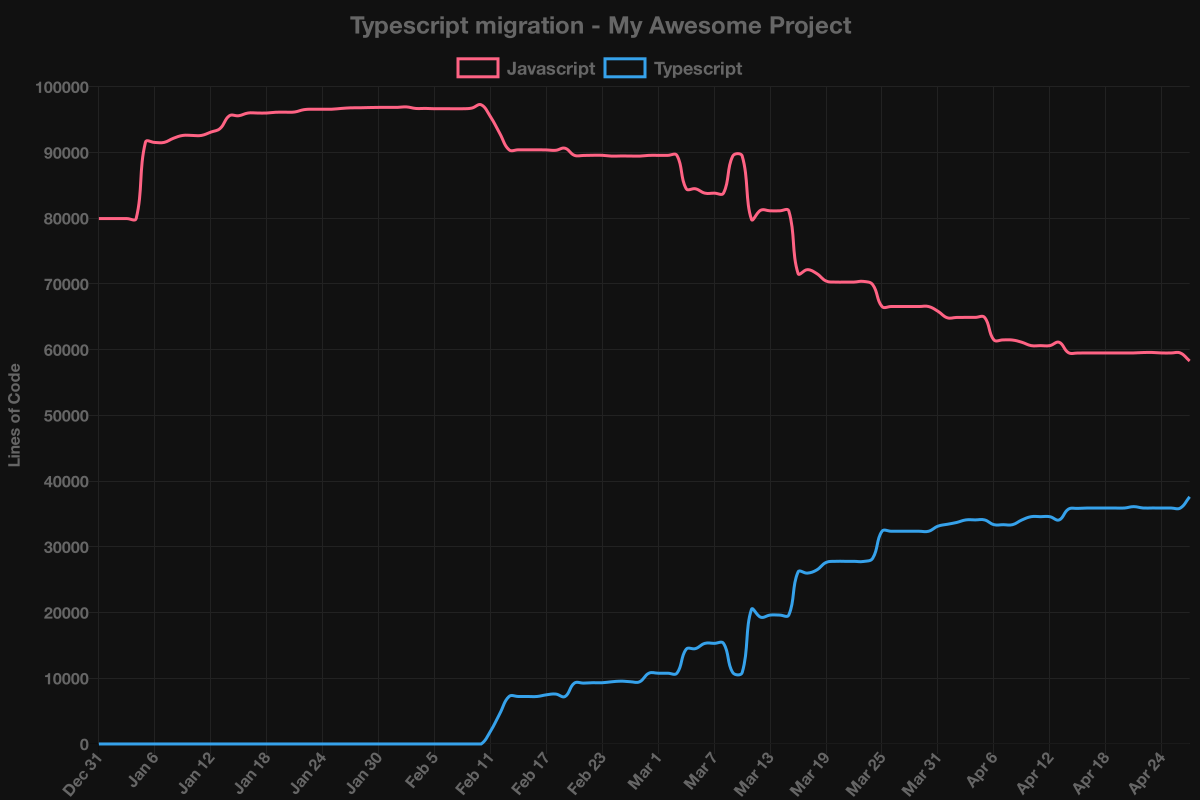 Typescript migration - My Awesome Project
Javascript Typescript
Lines of Code
100000
90000
80000
70000
60000
50000
40000
30000
20000
10000
0
Dec 31 Jan 6 Jan 12 Jan 18 Jan 24 Jan 30 Feb 5 Feb 11 Feb 17 Feb 23 Mar 1 Mar 7 Mar 13 Mar 19 Mar 25 Mar 31 Apr 6 Apr 12 Apr 18 Apr 24